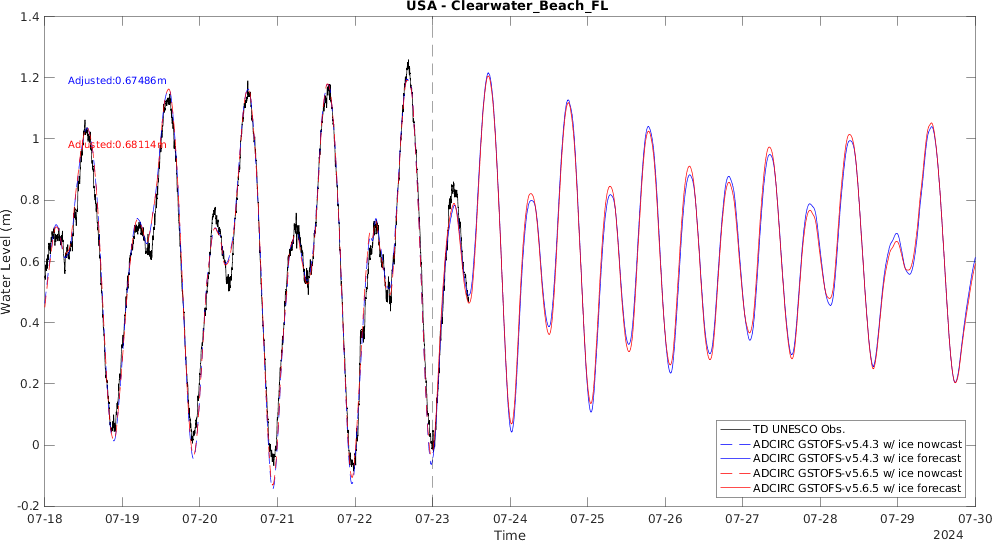 USA - Clearwater_Beach_FL
1.4
1.2
1
0.8
0.6
0.4
0.2
0
-0.2
Water Level (m)
Adjusted:0.67486m
Adjusted:0.68114m
TD UNESCO Obs.
ADCIRC GSTOFS-v5.4.3 w/ ice nowcast
ADCIRC GSTOFS-v5.4.3 w/ ice forecast
ADCIRC GSTOFS-v5.6.5 w/ ice nowcast
ADCIRC GSTOFS-v5.6.5 w/ ice forecast
07-18 07-19 07-20 07-21 07-22 07-23 07-24 07-25 07-26 07-27 07-28 07-29 07-30
Time
2024